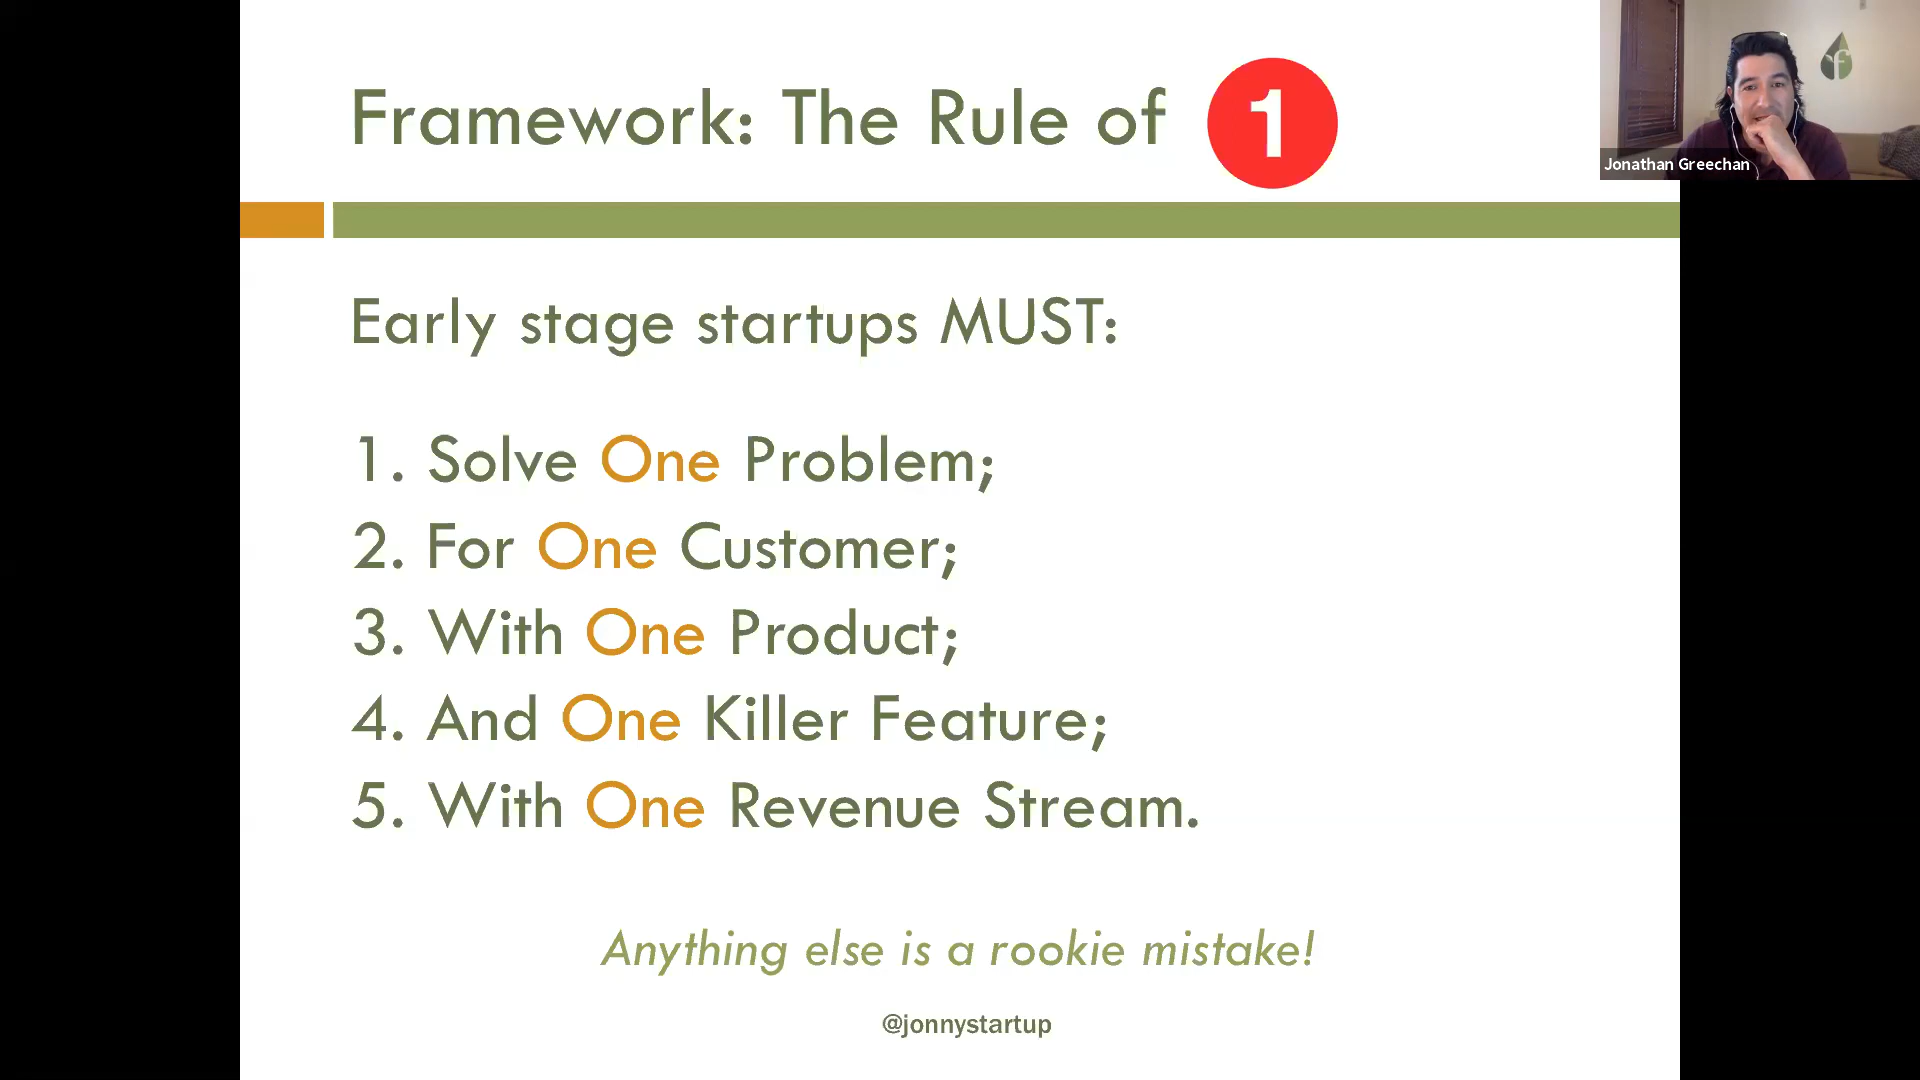 Framework: The Rule of 1
Jonathan Greechan
Early stage startups MUST:
1. Solve One Problem;
2. For One Customer;
3. With One Product;
4. And One Killer Feature;
5. With One Revenue Stream.
Anything else is a rookie mistake!
@jonnystartup